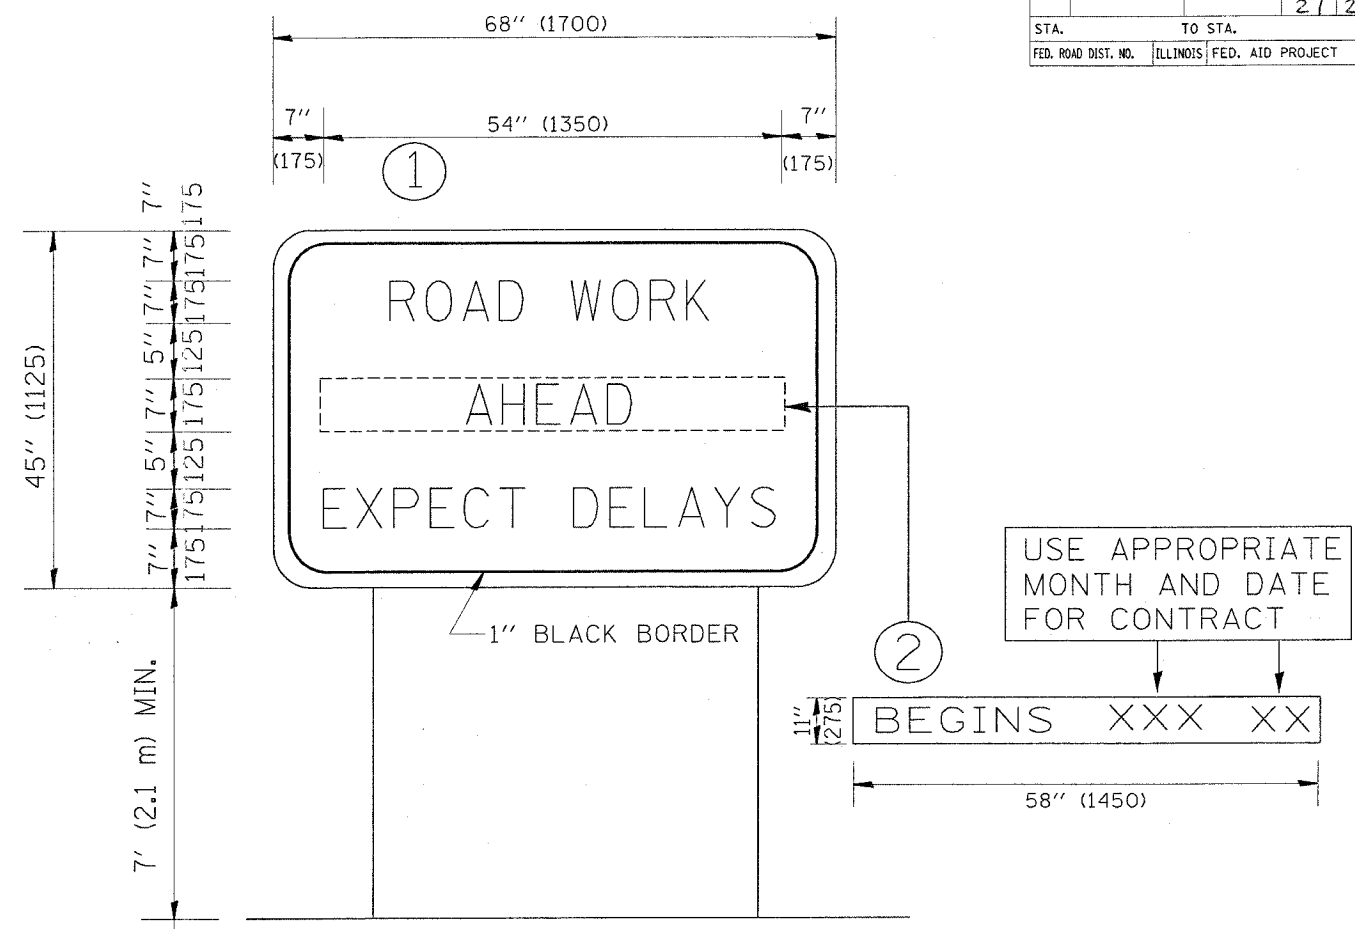 68" (1700)
STA. TO STA.
FED. ROAD DIST. NO. ILLINOIS FED. AID PROJECT
7" 54" (1350) 7"
(175) (175)
1
45" (1125)
7" 7" 7" 5" 7" 5" 7" 7"
175 175 175 125 175 125 175 175
ROAD WORK
AHEAD
EXPECT DELAYS
1" BLACK BORDER
7' (2.1 m) MIN.
2
USE APPROPRIATE
MONTH AND DATE
FOR CONTRACT
11"
(275)
BEGINS XXX XX
58" (1450)